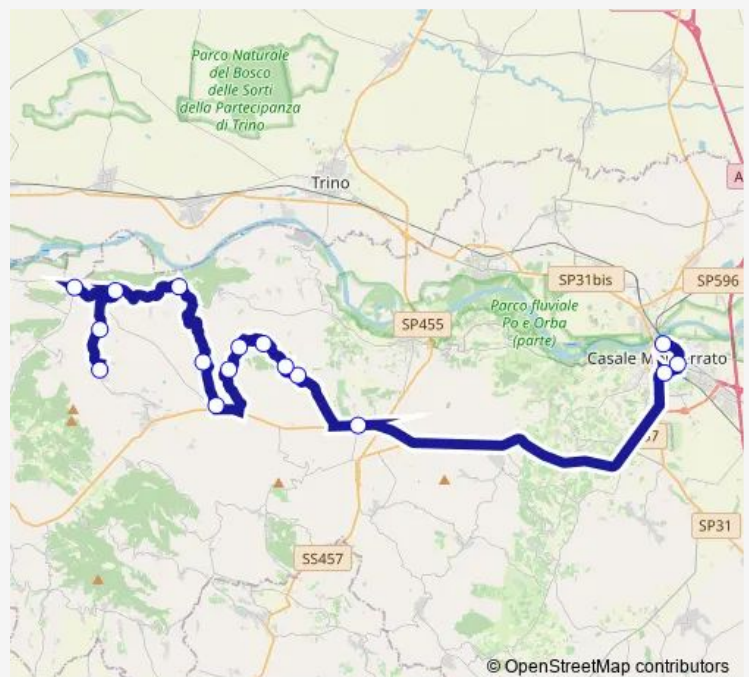 Parco Naturale
del Bosco
delle Sorti
della Partecipanza
di Trino
Trino
A
SP31bis
SP596
Parco fluviale
Po e Orba
(parte)
SP455
Casale M rrato
57
SP31
SS457
© OpenStreetMap contributors